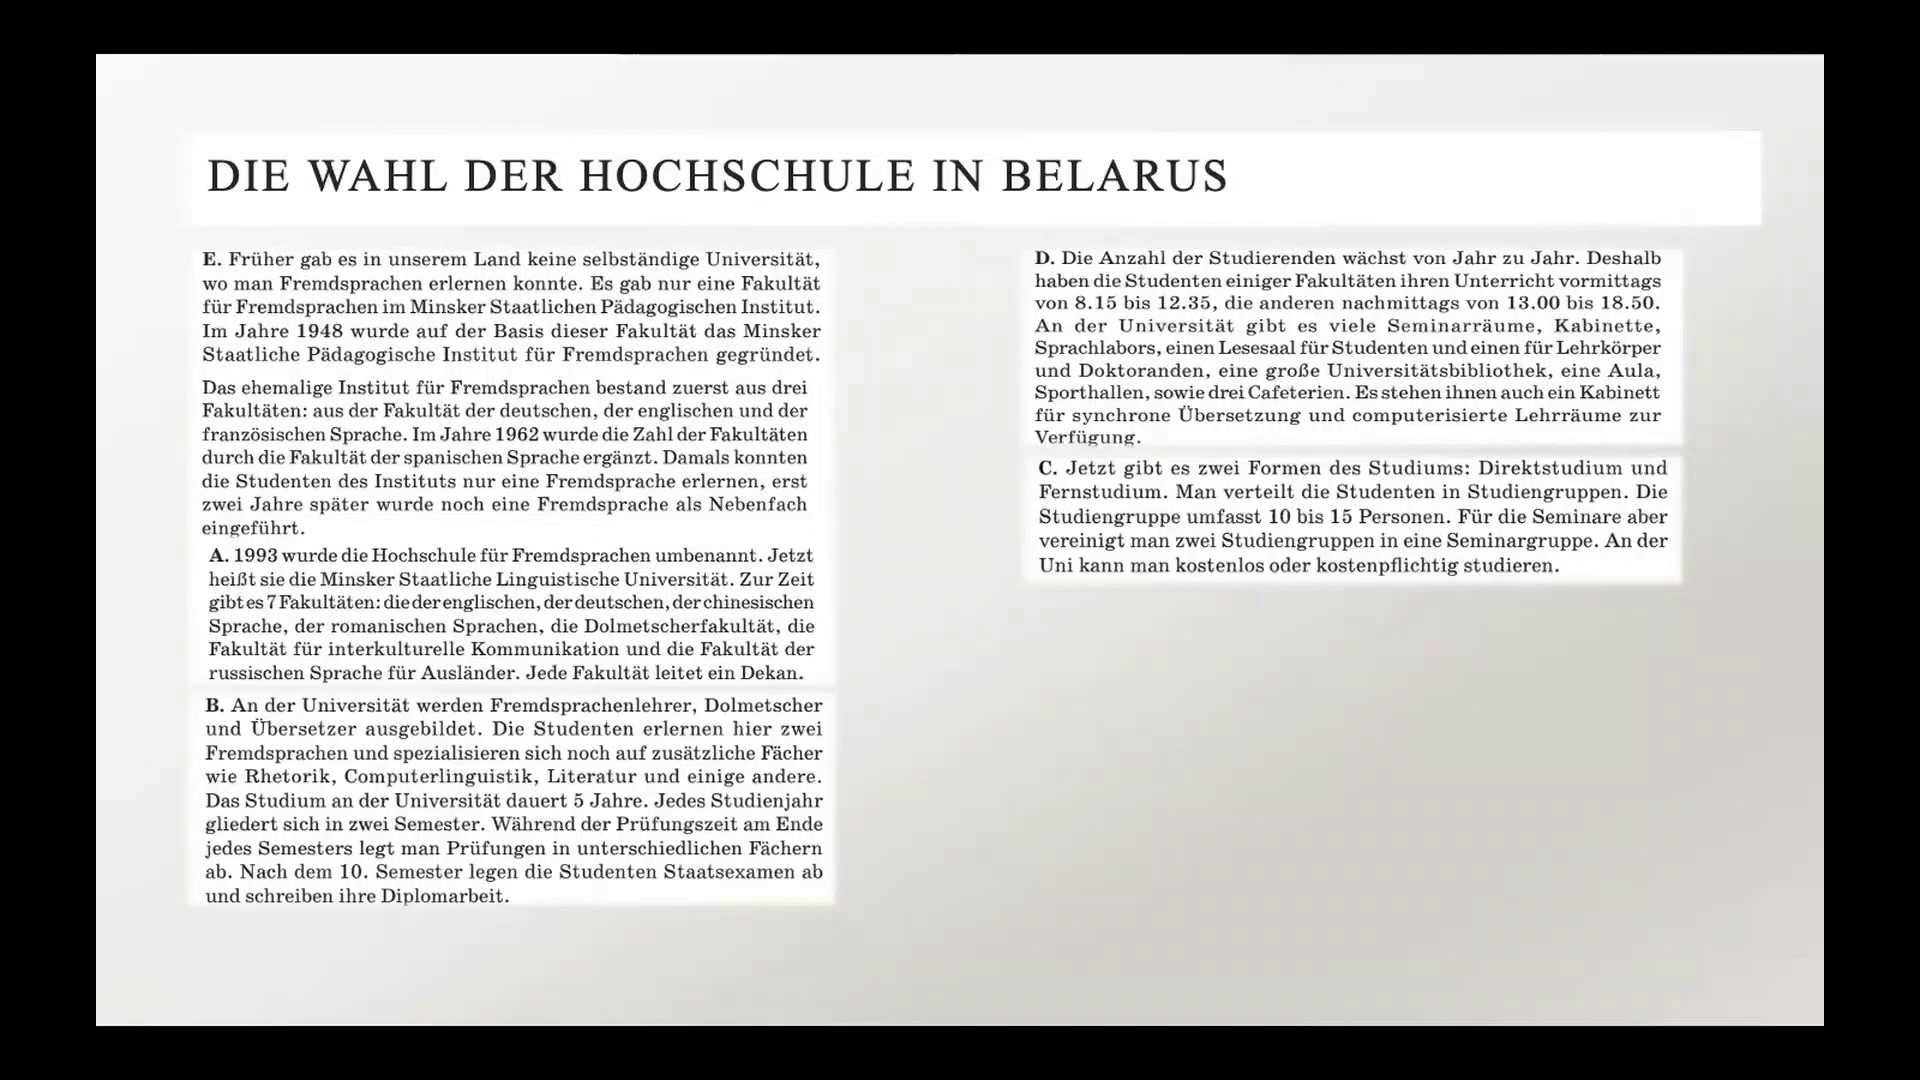 DIE WAHL DER HOCHSCHULE IN BELARUS
E. Früher gab es in unserem Land keine selbständige Universität,
wo man Fremdsprachen erlernen konnte. Es gab nur eine Fakultät
für Fremdsprachen im Minsker Staatlichen Pädagogischen Institut.
Im Jahre 1948 wurde auf der Basis dieser Fakultät das Minsker
Staatliche Pädagogische Institut für Fremdsprachen gegründet.
Das ehemalige Institut für Fremdsprachen bestand zuerst aus drei
Fakultäten: aus der Fakultät der deutschen, der englischen und der
französischen Sprache. Im Jahre 1962 wurde die Zahl der Fakultäten
durch die Fakultät der spanischen Sprache ergänzt. Damals konnten
die Studenten des Instituts nur eine Fremdsprache erlernen, erst
zwei Jahre später wurde noch eine Fremdsprache als Nebenfach
eingeführt.
A. 1993 wurde die Hochschule für Fremdsprachen umbenannt. Jetzt
heißt sie die Minsker Staatliche Linguistische Universität. Zur Zeit
gibt es 7 Fakultäten: die der englischen, der deutschen, der chinesischen
Sprache, der romanischen Sprachen, die Dolmetscherfakultät, die
Fakultät für interkulturelle Kommunikation und die Fakultät der
russischen Sprache für Ausländer. Jede Fakultät leitet ein Dekan.
B. An der Universität werden Fremdsprachenlehrer, Dolmetscher
und Übersetzer ausgebildet. Die Studenten erlernen hier zwei
Fremdsprachen und spezialisieren sich noch auf zusätzliche Fächer
wie Rhetorik, Computerlinguistik, Literatur und einige andere.
Das Studium an der Universität dauert 5 Jahre. Jedes Studienjahr
gliedert sich in zwei Semester. Während der Prüfungszeit am Ende
jedes Semesters legt man Prüfungen in unterschiedlichen Fächern
ab. Nach dem 10. Semester legen die Studenten Staatsexamen ab
und schreiben ihre Diplomarbeit.
D. Die Anzahl der Studierenden wächst von Jahr zu Jahr. Deshalb
haben die Studenten einiger Fakultäten ihren Unterricht vormittags
von 8.15 bis 12.35, die anderen nachmittags von 13.00 bis 18.50.
An der Universität gibt es viele Seminarräume, Kabinette,
Sprachlabors, einen Lesesaal für Studenten und einen für Lehrkörper
und Doktoranden, eine große Universitätsbibliothek, eine Aula,
Sporthallen, sowie drei Cafeterien. Es stehen ihnen auch ein Kabinett
für synchrone Übersetzung und computerisierte Lehrräume zur
Verfügung.
C. Jetzt gibt es zwei Formen des Studiums: Direktstudium und
Fernstudium. Man verteilt die Studenten in Studiengruppen. Die
Studiengruppe umfasst 10 bis 15 Personen. Für die Seminare aber
vereinigt man zwei Studiengruppen in eine Seminargruppe. An der
Uni kann man kostenlos oder kostenpflichtig studieren.